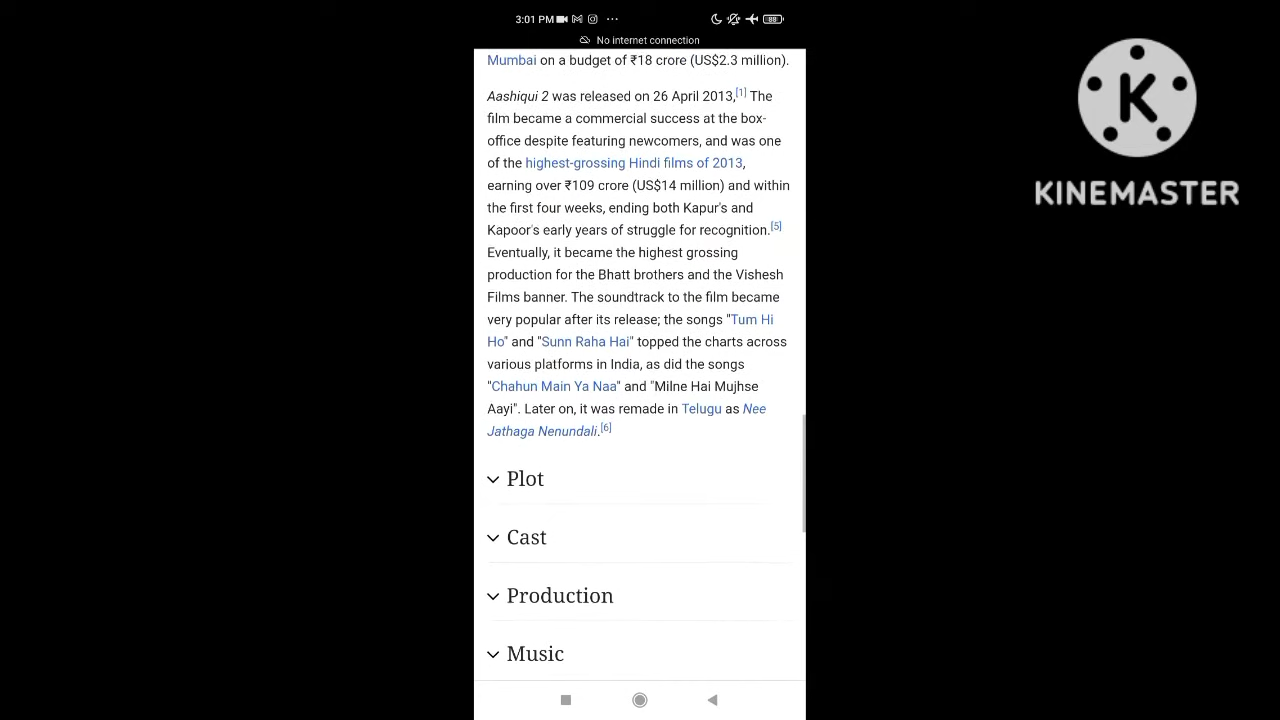 3:01 PM
88
No internet connection
Mumbai on a budget of ₹18 crore (US$2.3 million).
Aashiqui 2 was released on 26 April 2013,[1] The
film became a commercial success at the box-
office despite featuring newcomers, and was one
of the highest-grossing Hindi films of 2013,
earning over ₹109 crore (US$14 million) and within
the first four weeks, ending both Kapur's and
Kapoor's early years of struggle for recognition.[5]
Eventually, it became the highest grossing
production for the Bhatt brothers and the Vishesh
Films banner. The soundtrack to the film became
very popular after its release; the songs "Tum Hi
Ho" and "Sunn Raha Hai" topped the charts across
various platforms in India, as did the songs
"Chahun Main Ya Naa" and "Milne Hai Mujhse
Aayi". Later on, it was remade in Telugu as Nee
Jathaga Nenundali.[6]
Plot
Cast
Production
Music
K
KINEMASTER